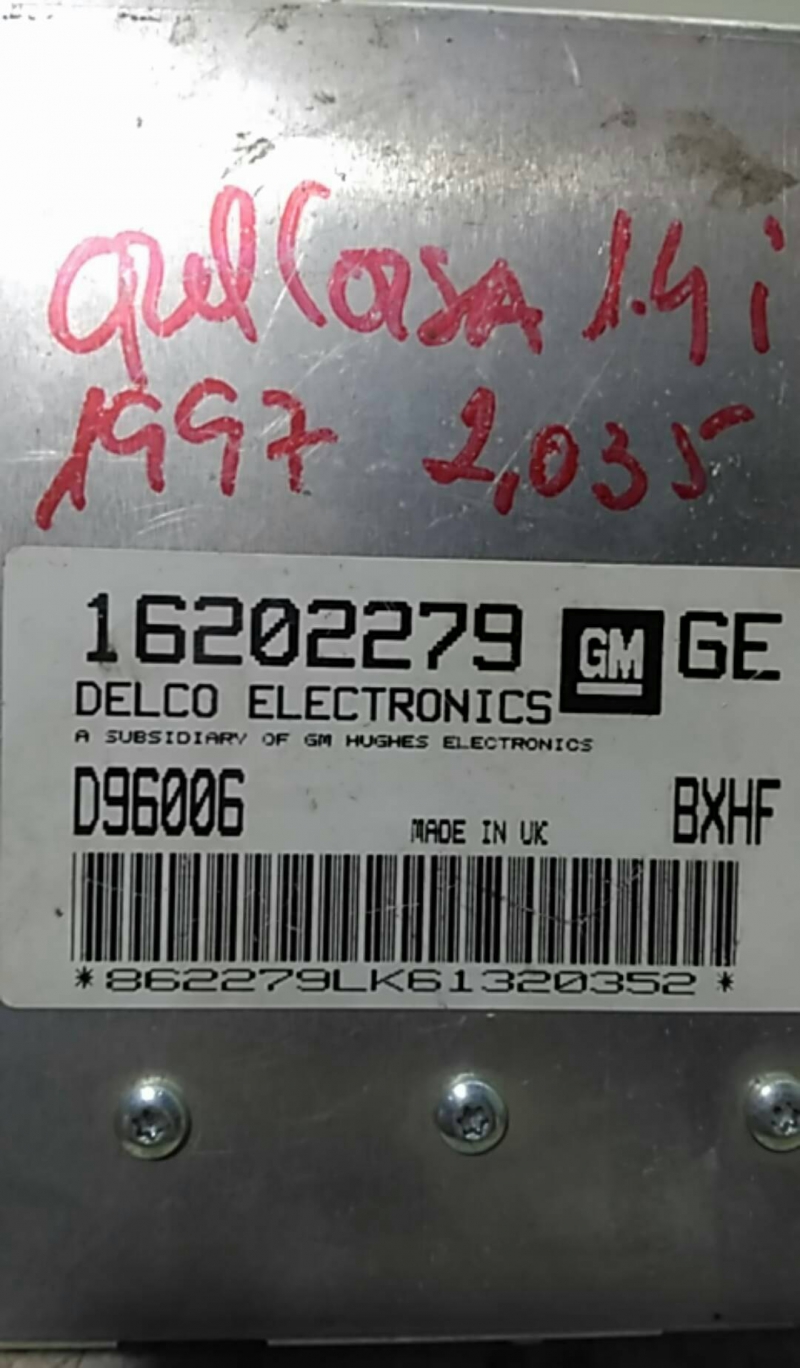 Opel Corsa 1.4i
1997 2,035
16202279 GM GE
DELCO ELECTRONICS
A SUBSIDIARY OF GM HUGHES ELECTRONICS
D96006 MADE IN UK BXHF
*862279LK61320352*